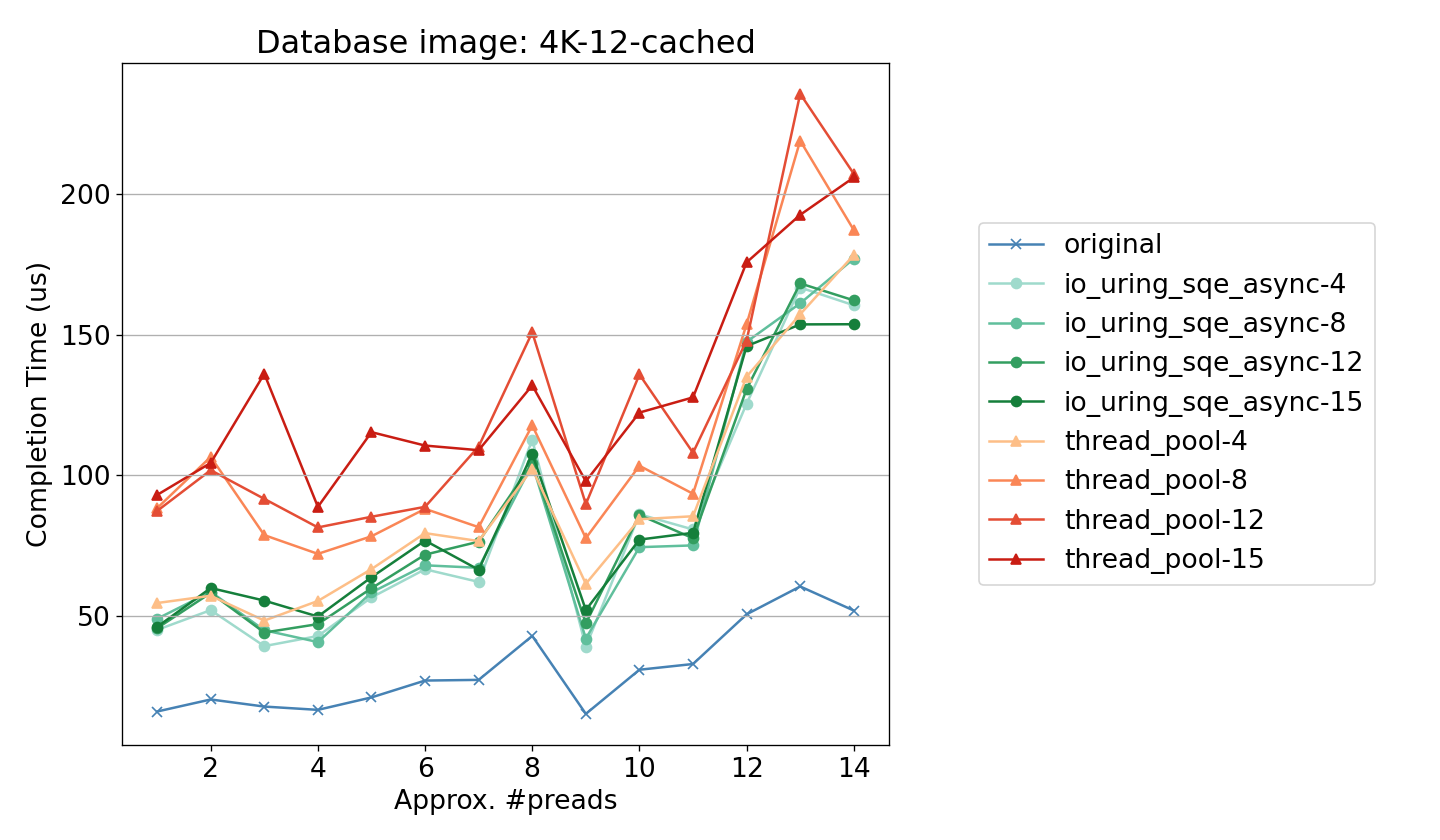 Database image: 4K-12-cached
200
150
100
50
Completion Time (us)
2 4 6 8 10 12 14
Approx. #preads
original
io_uring_sqe_async-4
io_uring_sqe_async-8
io_uring_sqe_async-12
io_uring_sqe_async-15
thread_pool-4
thread_pool-8
thread_pool-12
thread_pool-15